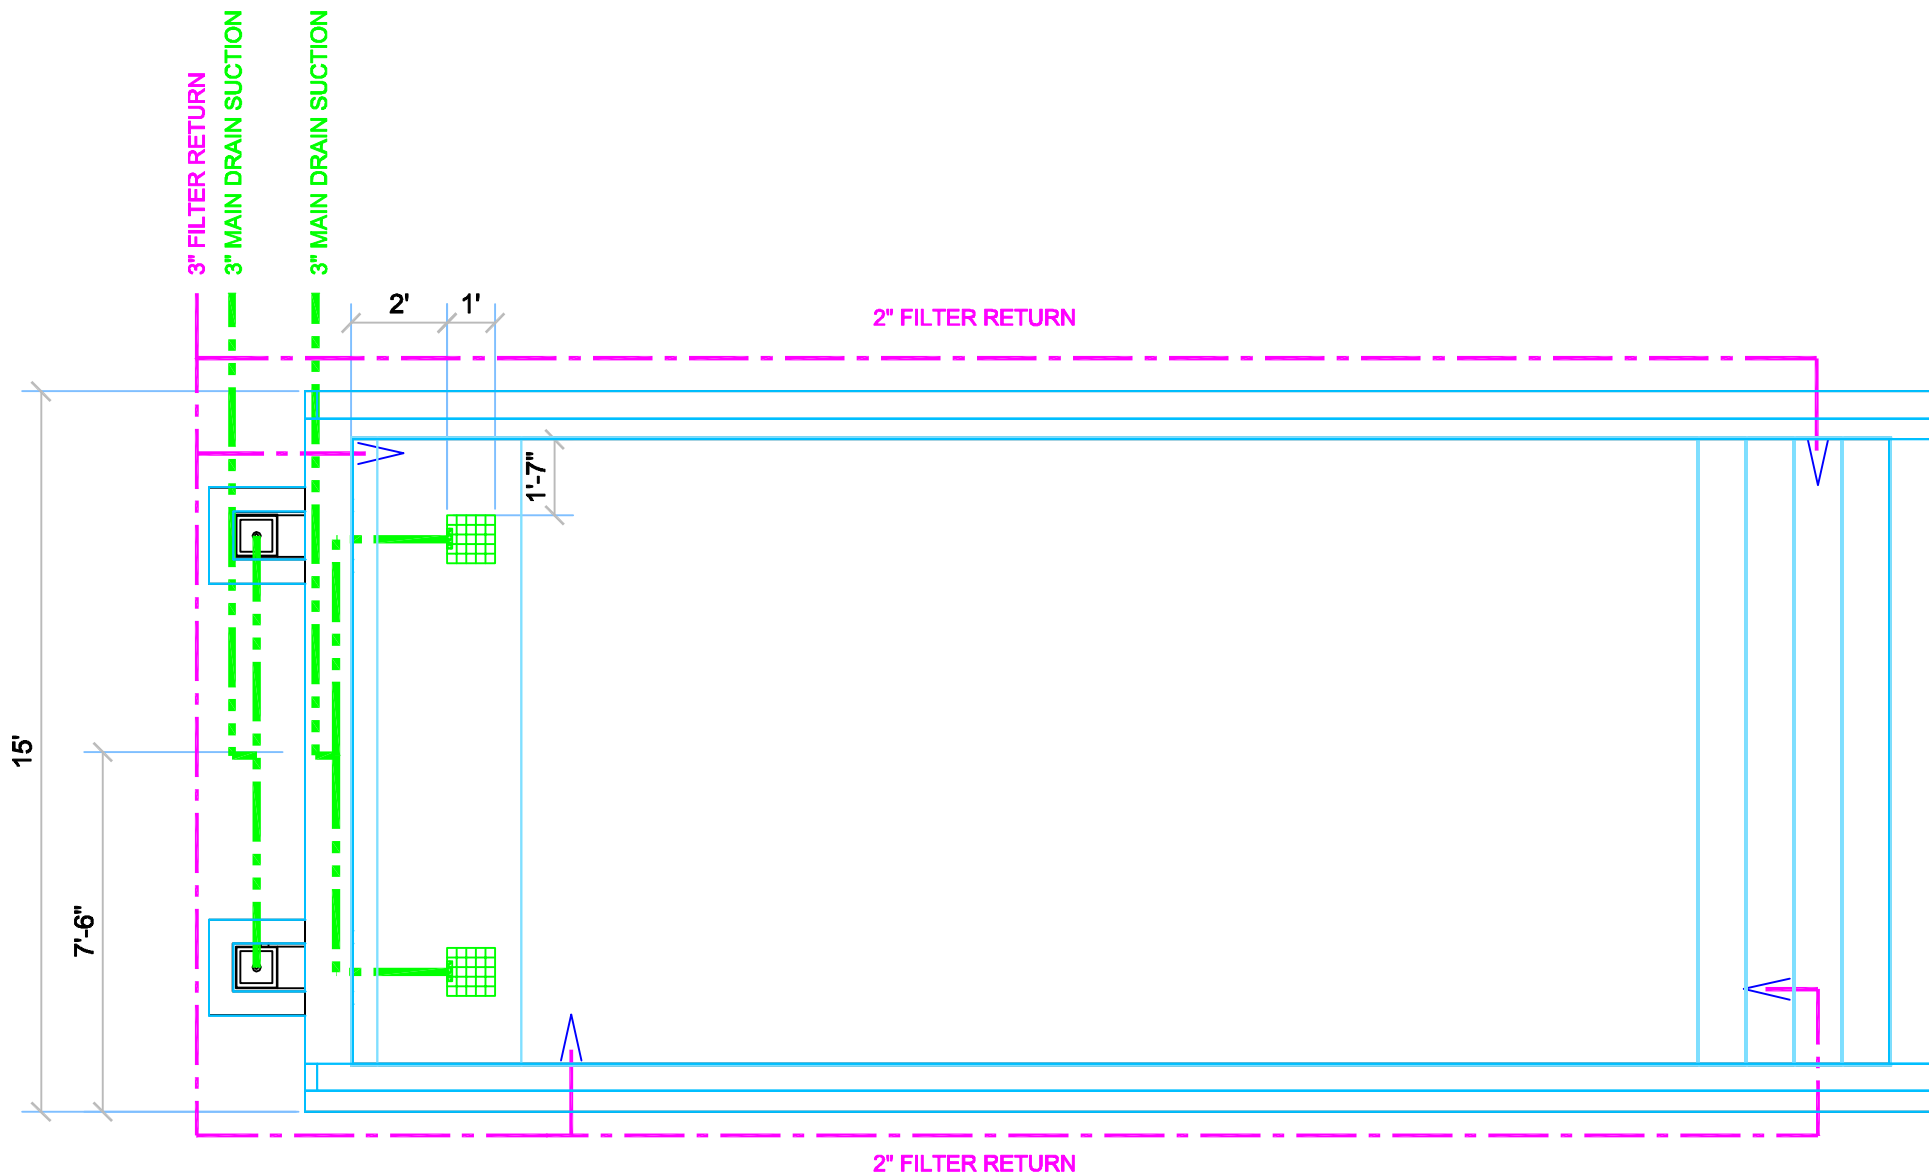 3" FILTER RETURN
3" MAIN DRAIN SUCTION
3" MAIN DRAIN SUCTION
2'
1'
2" FILTER RETURN
1'-7"
15'
7'-6"
2" FILTER RETURN